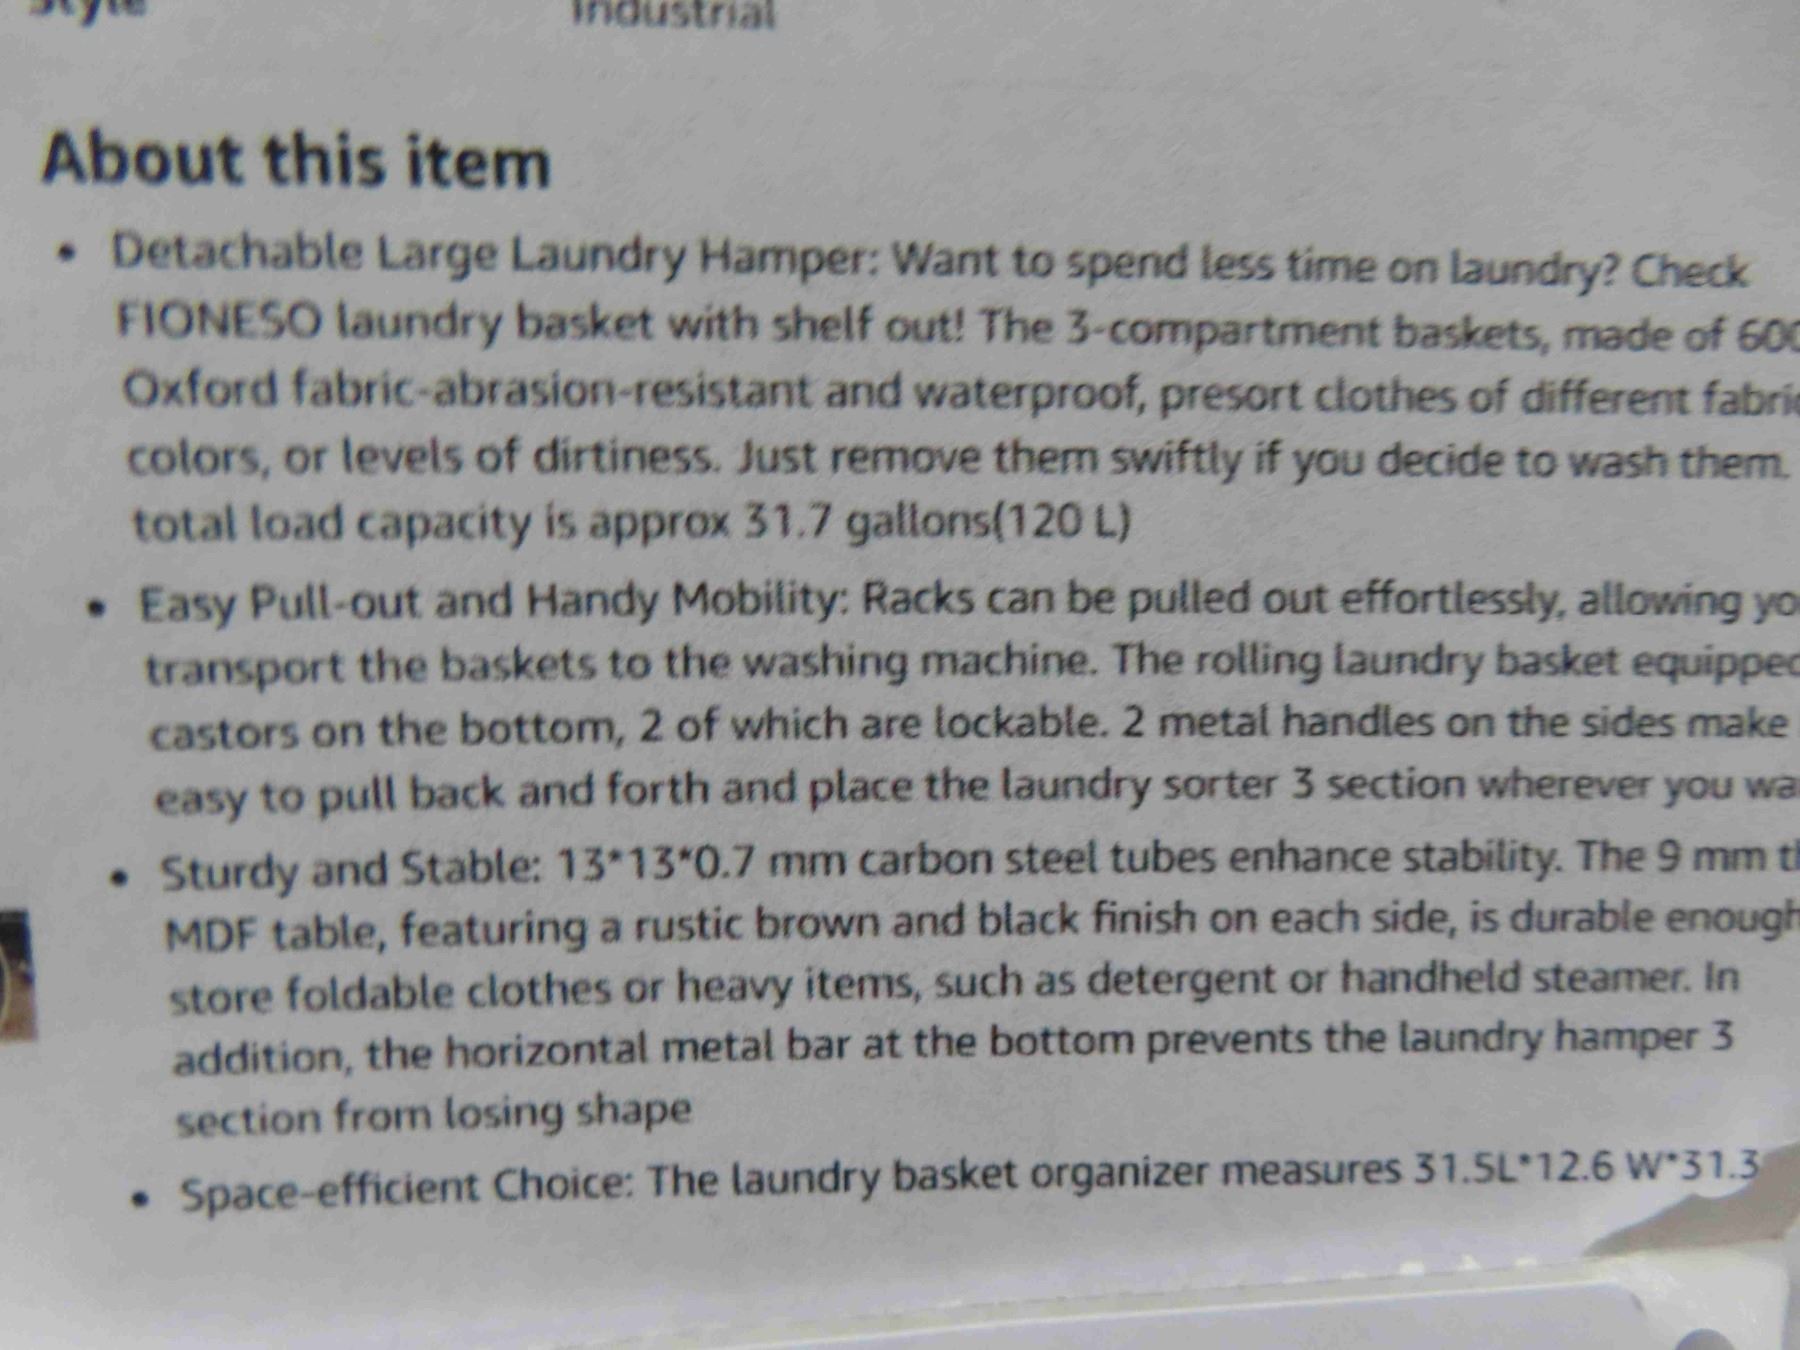 Style Industrial
About this item
• Detachable Large Laundry Hamper: Want to spend less time on laundry? Check
FIONESO laundry basket with shelf out! The 3-compartment baskets, made of 600
Oxford fabric-abrasion-resistant and waterproof, presort clothes of different fabric
colors, or levels of dirtiness. Just remove them swiftly if you decide to wash them.
total load capacity is approx 31.7 gallons(120 L)
• Easy Pull-out and Handy Mobility: Racks can be pulled out effortlessly, allowing yo
transport the baskets to the washing machine. The rolling laundry basket equipped
castors on the bottom, 2 of which are lockable. 2 metal handles on the sides make
easy to pull back and forth and place the laundry sorter 3 section wherever you wa
• Sturdy and Stable: 13*13*0.7 mm carbon steel tubes enhance stability. The 9 mm th
MDF table, featuring a rustic brown and black finish on each side, is durable enough
store foldable clothes or heavy items, such as detergent or handheld steamer. In
addition, the horizontal metal bar at the bottom prevents the laundry hamper 3
section from losing shape
• Space-efficient Choice: The laundry basket organizer measures 31.5L*12.6 W*31.3